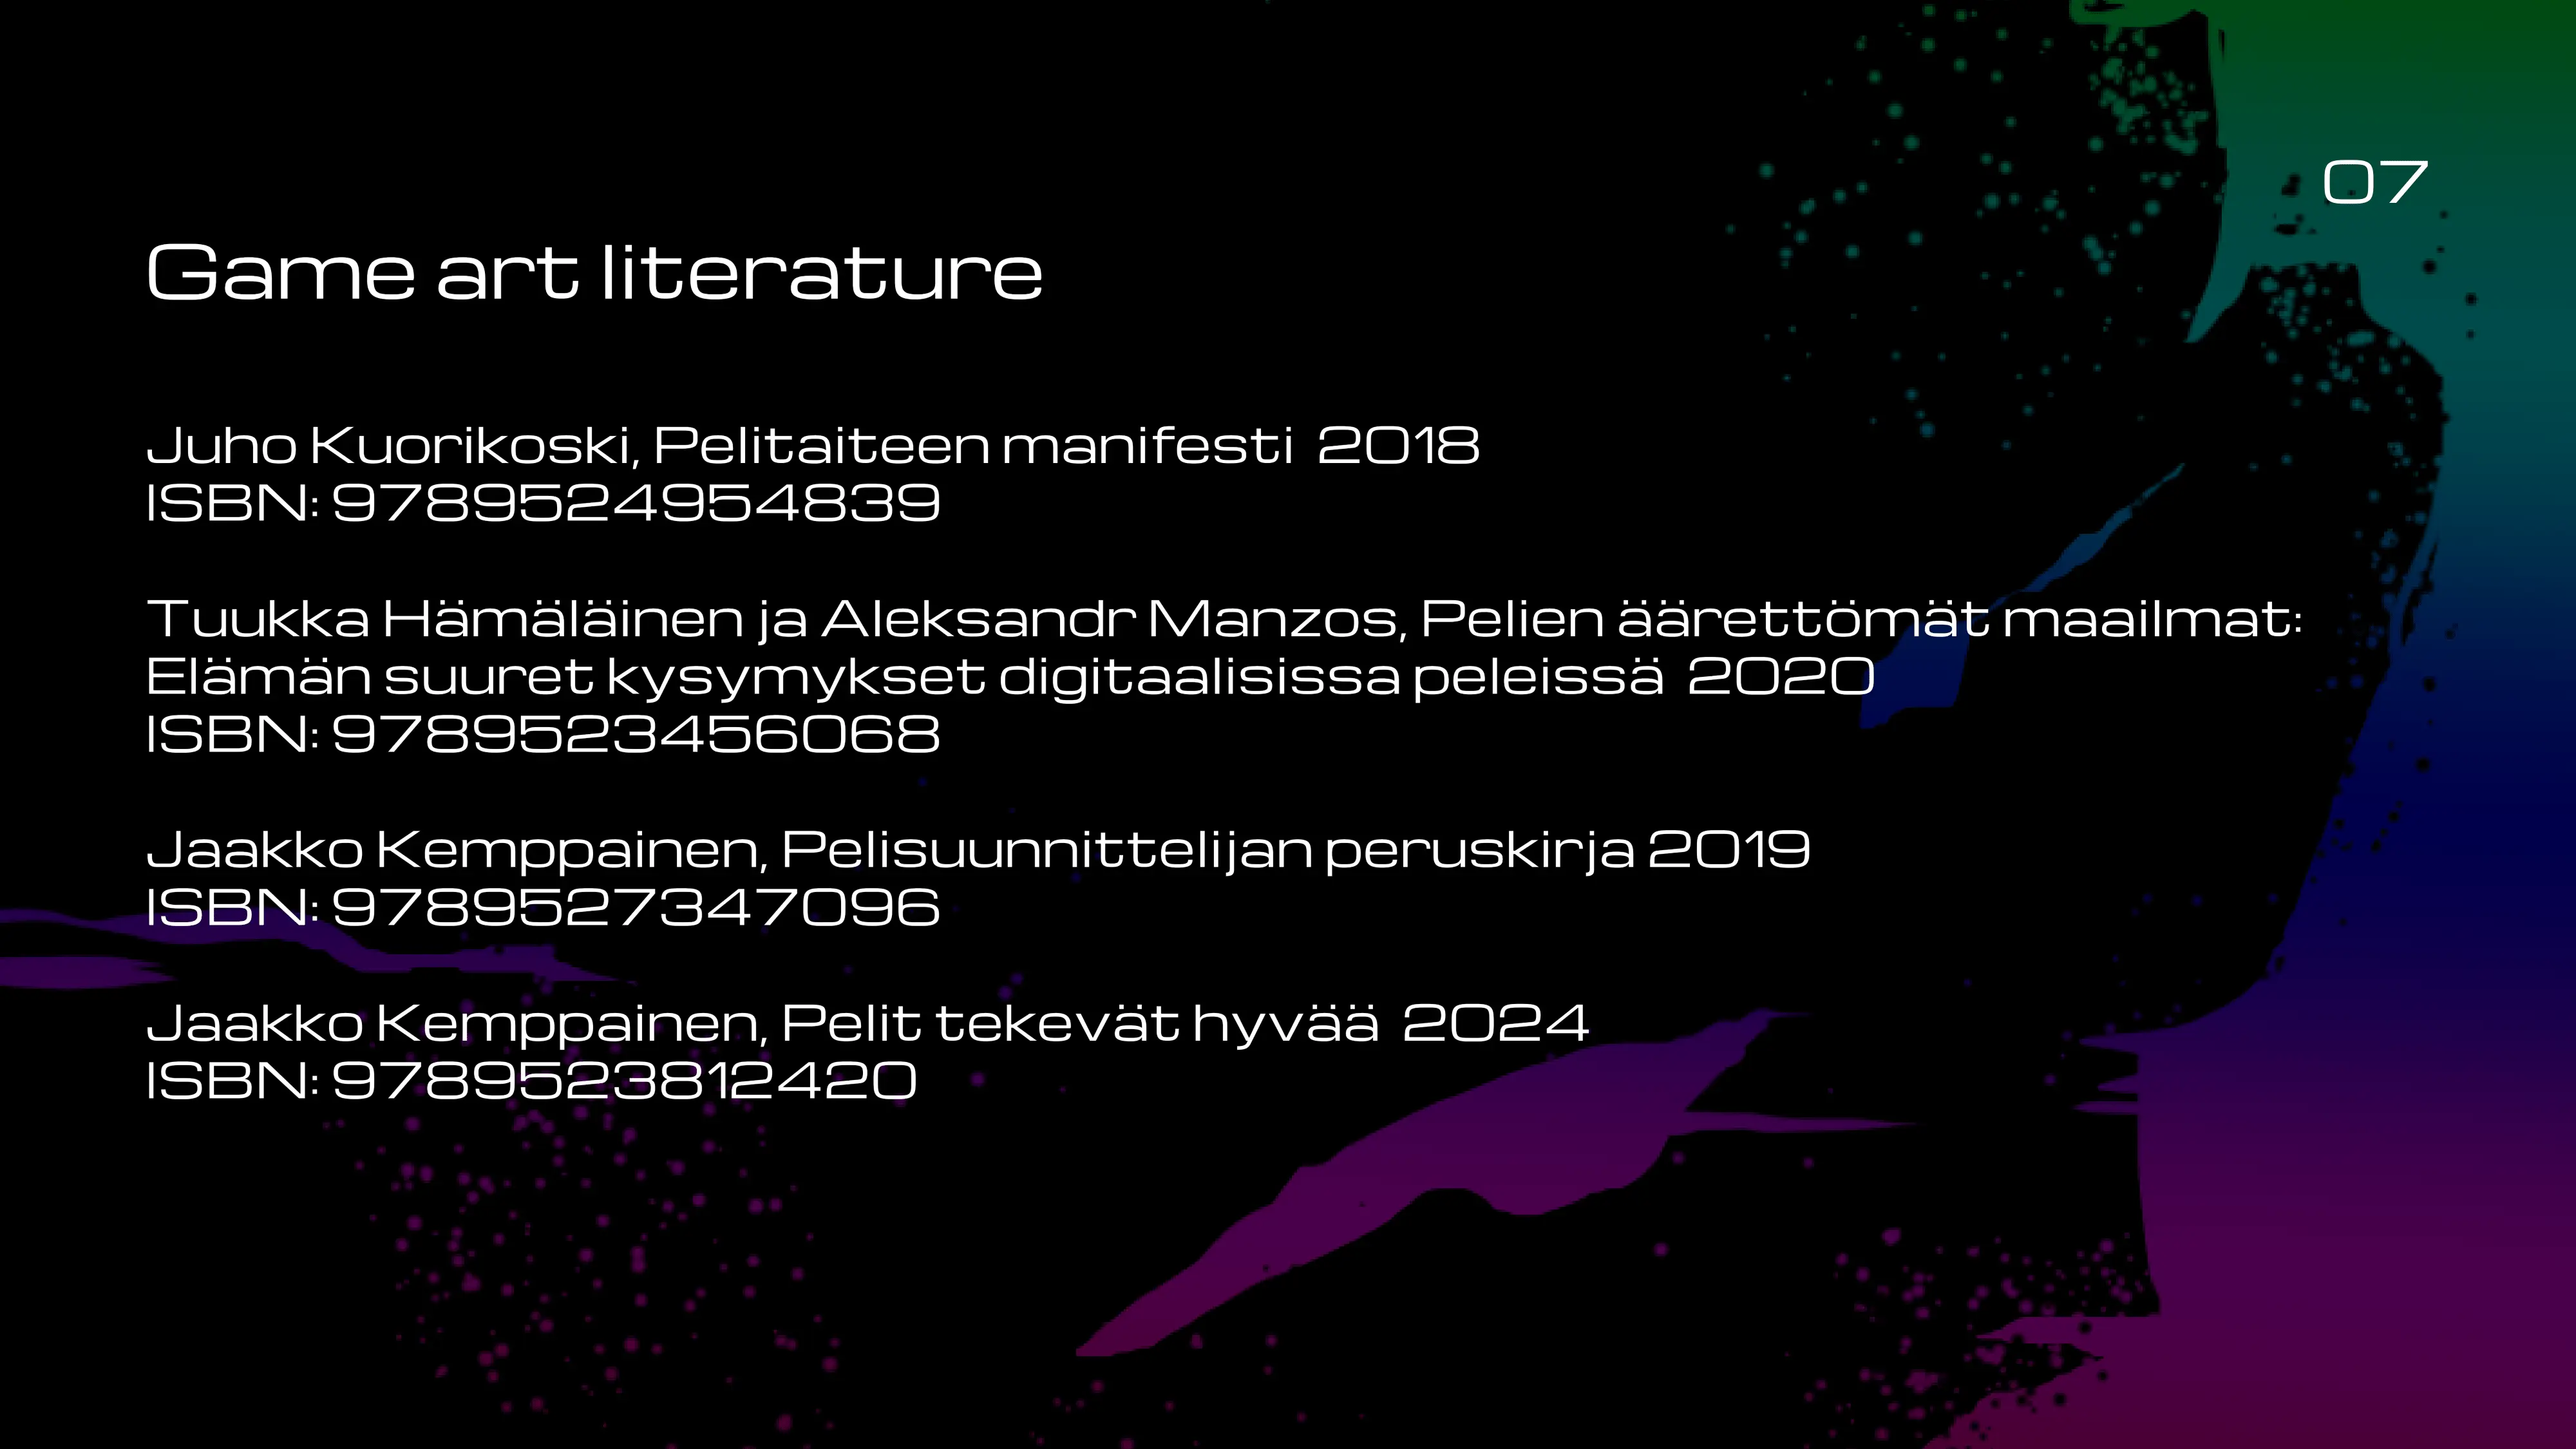 07
Game art literature
Juho Kuorikoski, Pelitaiteen manifesti 2018
ISBN: 9789524954839
Tuukka Hämäläinen ja Aleksandr Manzos, Pelien äärettömät maailmat:
Elämän suuret kysymykset digitaalisissa peleissä 2020
ISBN: 9789523456068
Jaakko Kemppainen, Pelisuunnittelijan peruskirja 2019
ISBN: 9789527347096
Jaakko Kemppainen, Pelit tekevät hyvää 2024
ISBN: 9789523812420